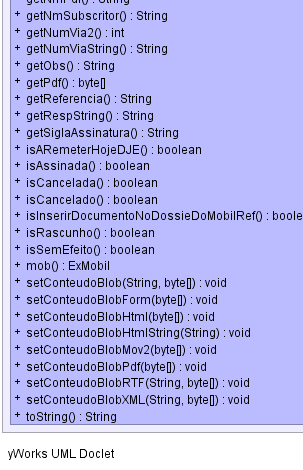 + getNmPdf() : String
+ getNmSubscritor() : String
+ getNumVia2() : int
+ getNumViaString() : String
+ getObs() : String
+ getPdf() : byte[]
+ getReferencia() : String
+ getRespString() : String
+ getSiglaAssinatura() : String
+ isARemeterHojeDJE() : boolean
+ isAssinada() : boolean
+ isCancelada() : boolean
+ isCancelado() : boolean
+ isInserirDocumentoNoDossieDoMobilRef() : boole
+ isRascunho() : boolean
+ isSemEfeito() : boolean
+ mob() : ExMobil
+ setConteudoBlob(String, byte[]) : void
+ setConteudoBlobForm(byte[]) : void
+ setConteudoBlobHtml(byte[]) : void
+ setConteudoBlobHtmlString(String) : void
+ setConteudoBlobMov2(byte[]) : void
+ setConteudoBlobPdf(byte[]) : void
+ setConteudoBlobRTF(String, byte[]) : void
+ setConteudoBlobXML(String, byte[]) : void
+ toString() : String
yWorks UML Doclet